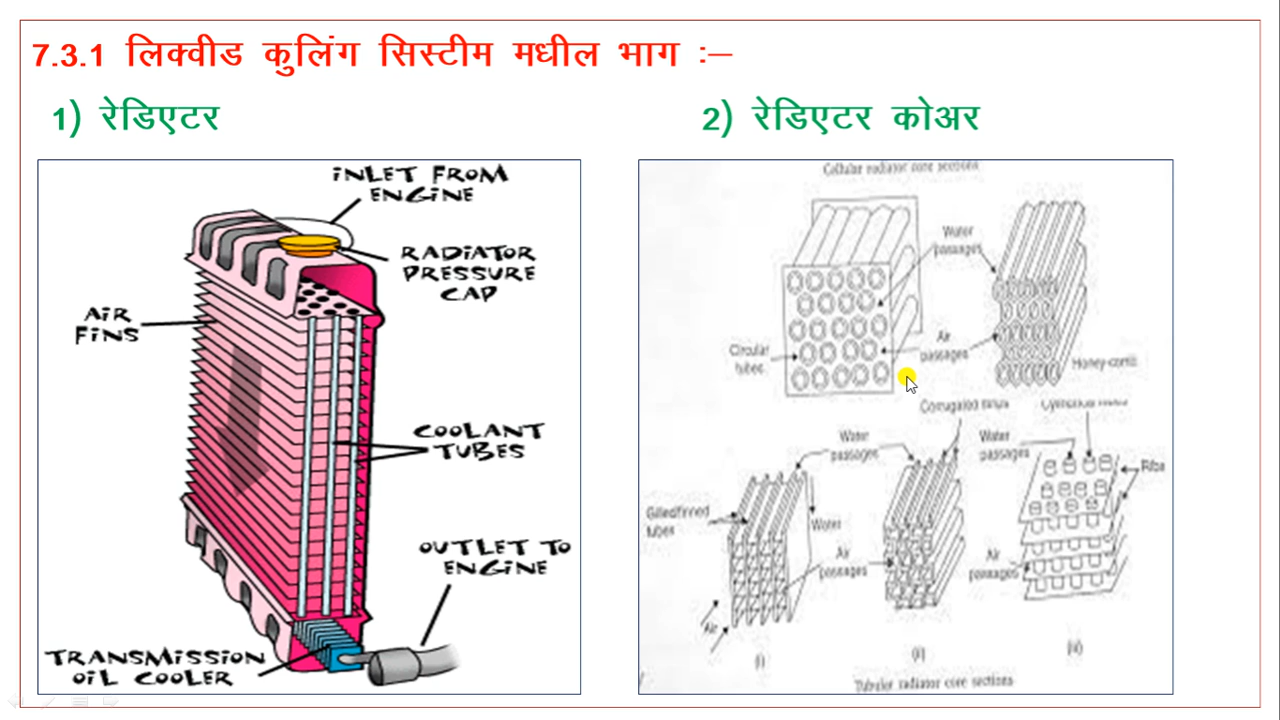 7.3.1 लिक्वीड कुलिंग सिस्टीम मधील भाग :–
1) रेडिएटर
2) रेडिएटर कोअर
INLET FROM
ENGINE
RADIATOR
PRESSURE
CAP
AIR
FINS
COOLANT
TUBES
OUTLET TO
ENGINE
TRANSMISSION
OIL COOLER
Cellular radiator core sections
Water
passages
Circular
tubes
Air
passages
Honey-comb
Corrugated
Water
passages
Water
passages
Ribs
Gilled finned
tubes
Water
Air
passages
Air
passages
Air
(i)
(ii)
(iii)
Tubular radiator core sections